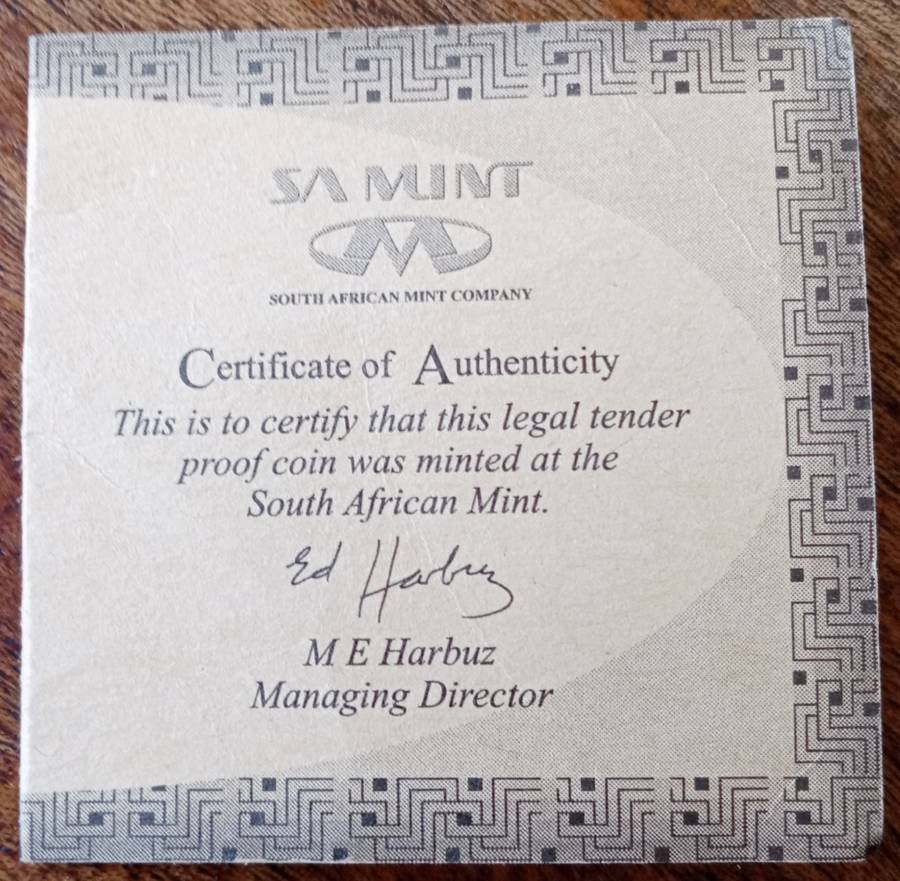 SA MINT
SOUTH AFRICAN MINT COMPANY
Certificate of Authenticity
This is to certify that this legal tender
proof coin was minted at the
South African Mint.
Ed Harbuz
M E Harbuz
Managing Director